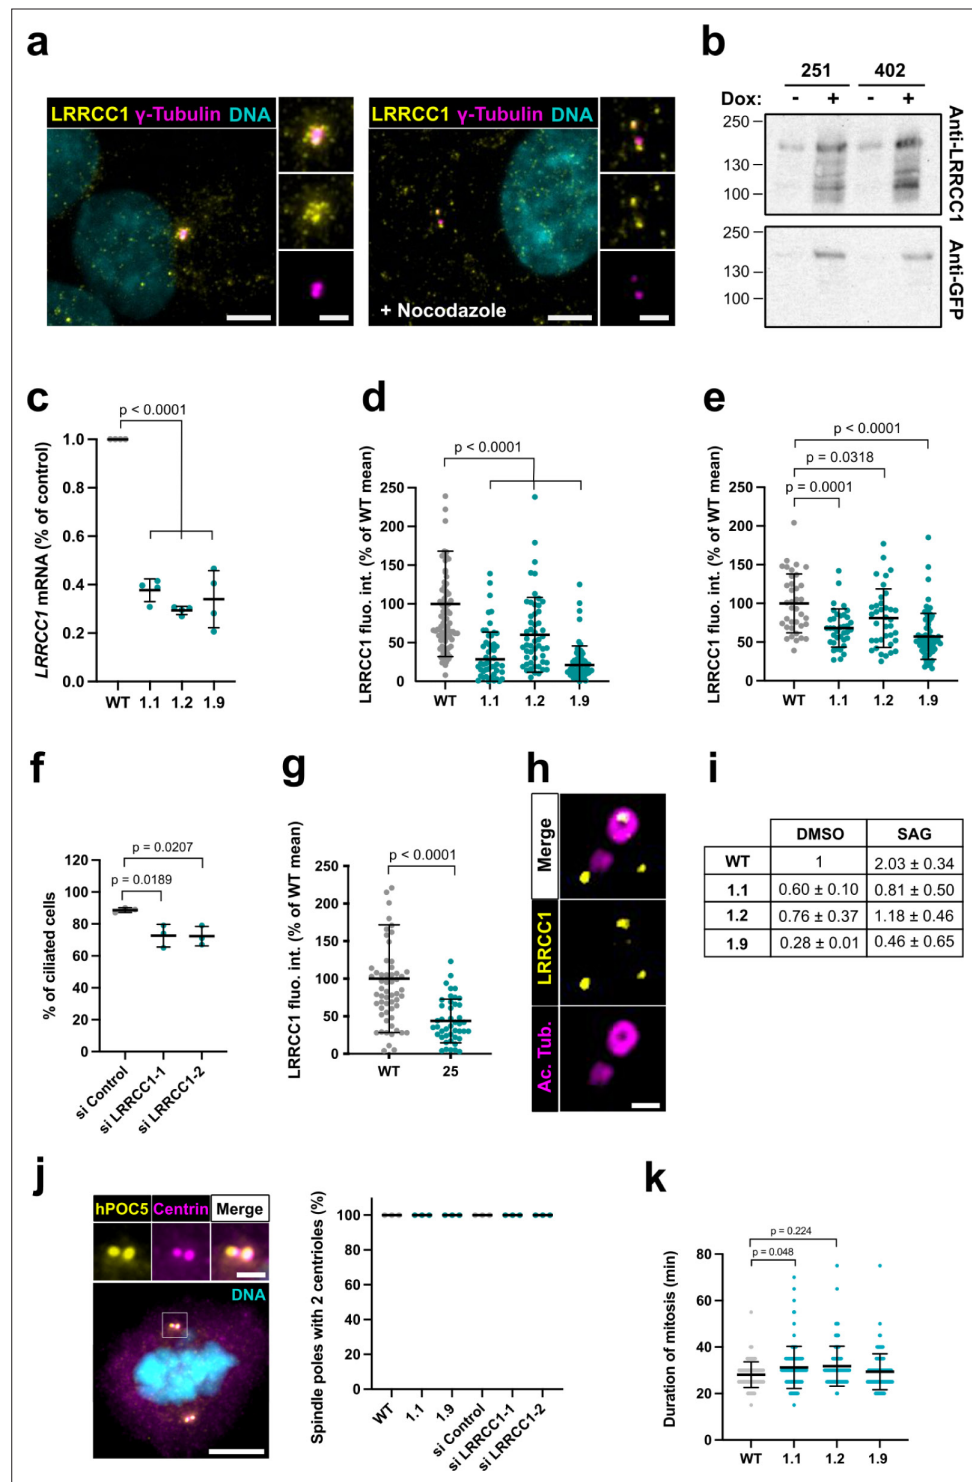 a
LRRCC1 γ-Tubulin DNA
LRRCC1 γ-Tubulin DNA
+ Nocodazole
b
251 402
Dox: - + - +
250
130
100
Anti-LRRCC1
250
130
100
Anti-GFP
c
p < 0.0001
LRRCC1 mRNA (% of control)
1.0
0.8
0.6
0.4
0.2
0.0
WT 1.1 1.2 1.9
d
p < 0.0001
LRRCC1 fluo. int. (% of WT mean)
250
200
150
100
50
0
WT 1.1 1.2 1.9
e
p < 0.0001
p = 0.0318
p = 0.0001
LRRCC1 fluo. int. (% of WT mean)
250
200
150
100
50
0
WT 1.1 1.2 1.9
f
p = 0.0207
p = 0.0189
% of ciliated cells
120
100
80
60
40
20
0
si Control
si LRRCC1-1
si LRRCC1-2
g
p < 0.0001
LRRCC1 fluo. int. (% of WT mean)
250
200
150
100
50
0
WT 25
h
Merge
LRRCC1
Ac. Tub.
i
DMSO SAG
WT 1 2.03 ± 0.34
1.1 0.60 ± 0.10 0.81 ± 0.50
1.2 0.76 ± 0.37 1.18 ± 0.46
1.9 0.28 ± 0.01 0.46 ± 0.65
j
hPOC5 Centrin Merge
DNA
Spindle poles with 2 centrioles (%)
100
80
60
40
20
0
WT
1.1
1.9
si Control
si LRRCC1-1
si LRRCC1-2
k
p = 0.224
p = 0.048
Duration of mitosis (min)
80
60
40
20
0
WT 1.1 1.2 1.9